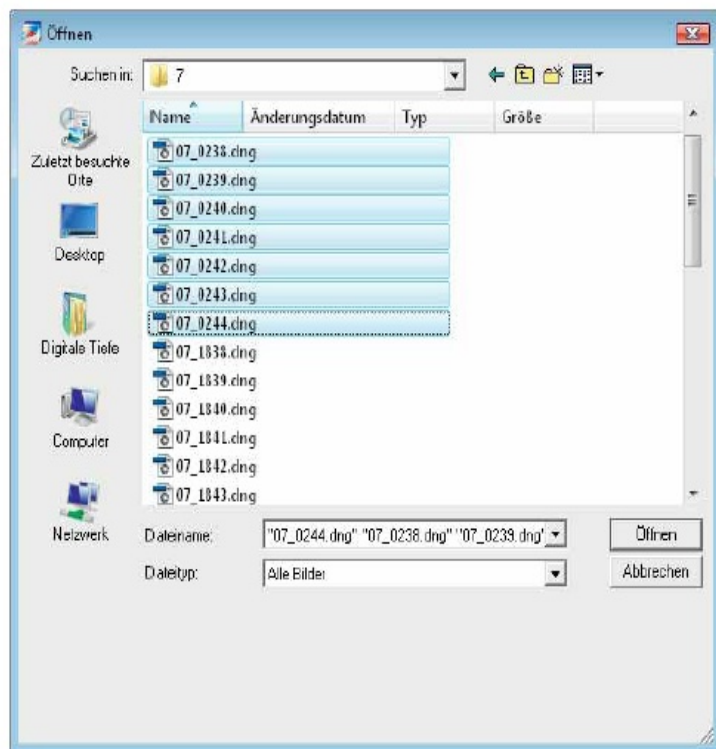 Öffnen
Suchen in: 7
Name Änderungsdatum Typ Größe
Zuletzt besuchte
Orte
Desktop
Digitale Tiefe
Computer
Netzwerk
07_0238.dng
07_0239.dng
07_0240.dng
07_0241.dng
07_0242.dng
07_0243.dng
07_0244.dng
07_1838.dng
07_1839.dng
07_1840.dng
07_1841.dng
07_1842.dng
07_1843.dng
Dateiname: "07_0244.dng" "07_0238.dng" "07_0239.dng" Öffnen
Dateityp: Alle Bilder Abbrechen